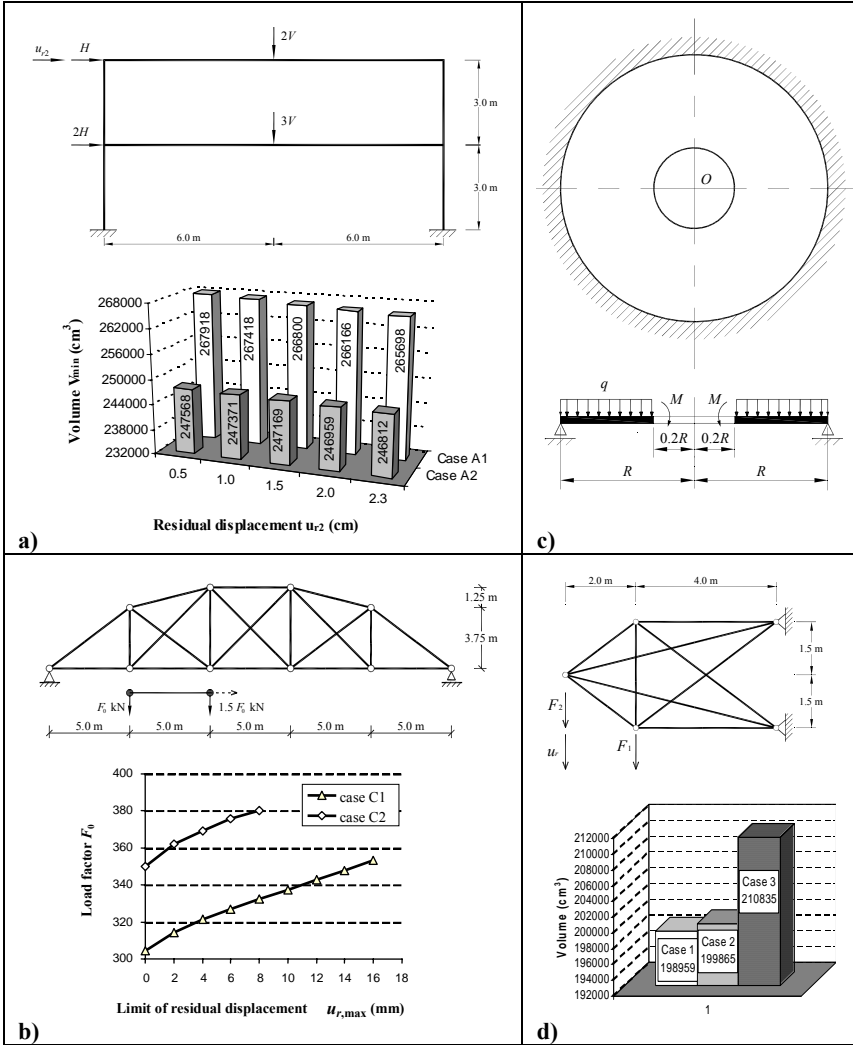 u_r2 H 2V
2H 3V
3.0 m
3.0 m
6.0 m 6.0 m
Volume V_min (cm³)
268000
262000
256000
250000
244000
238000
232000
267918 267418 266800 266166 265698
247568 247371 247169 246959 246812
Case A1
Case A2
0.5 1.0 1.5 2.0 2.3
Residual displacement u_r2 (cm)
a)
O
q M M
0.2R 0.2R
R R
c)
1.25 m
3.75 m
F₀ kN 1.5 F₀ kN
5.0 m 5.0 m 5.0 m 5.0 m 5.0 m
Load factor F₀
400
380
360
340
320
300
case C1
case C2
0 2 4 6 8 10 12 14 16 18
Limit of residual displacement u_r,max (mm)
b)
2.0 m 4.0 m
1.5 m
1.5 m
F₂
u_r F₁
Volume (cm³)
212000
210000
208000
206000
204000
202000
200000
198000
196000
194000
192000
Case 1
198959
Case 2
199865
Case 3
210835
1
d)